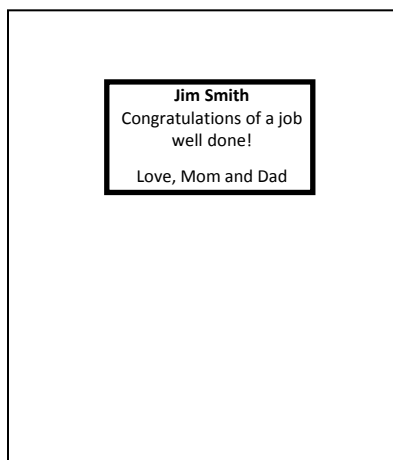 Jim Smith
Congratulations of a job
well done!
Love, Mom and Dad